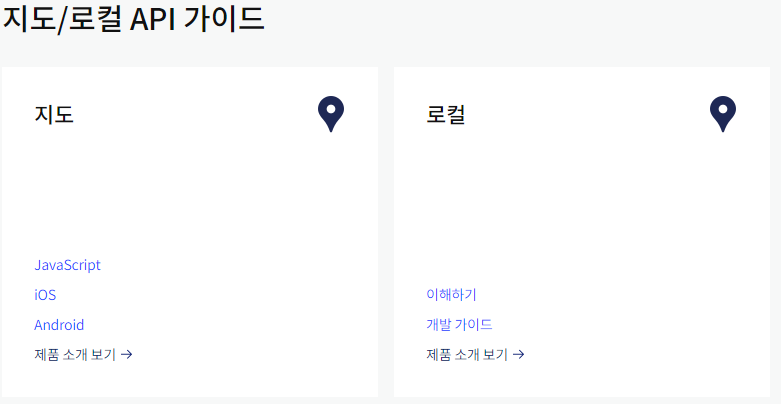 지도/로컬 API 가이드
지도
JavaScript
iOS
Android
제품 소개 보기 →
로컬
이해하기
개발 가이드
제품 소개 보기 →